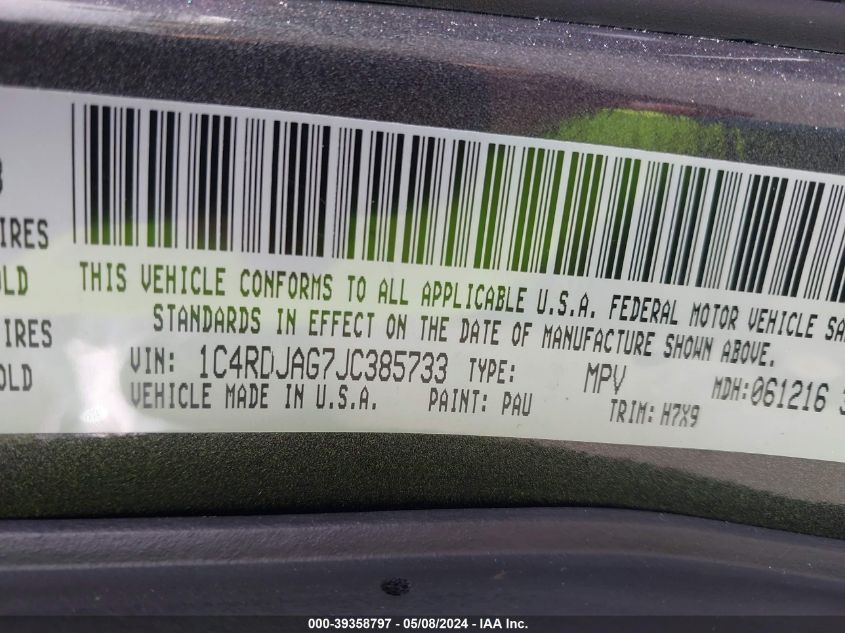 IRES
OLD
IRES
OLD
THIS VEHICLE CONFORMS TO ALL APPLICABLE U.S.A. FEDERAL MOTOR VEHICLE SA
STANDARDS IN EFFECT ON THE DATE OF MANUFACTURE SHOWN ABOVE.
VIN: 1C4RDJAG7JC385733 TYPE: MPV MDH:061216 3
VEHICLE MADE IN U.S.A. PAINT: PAU TRIM: H7X9
000-39358797 - 05/08/2024 - IAA Inc.